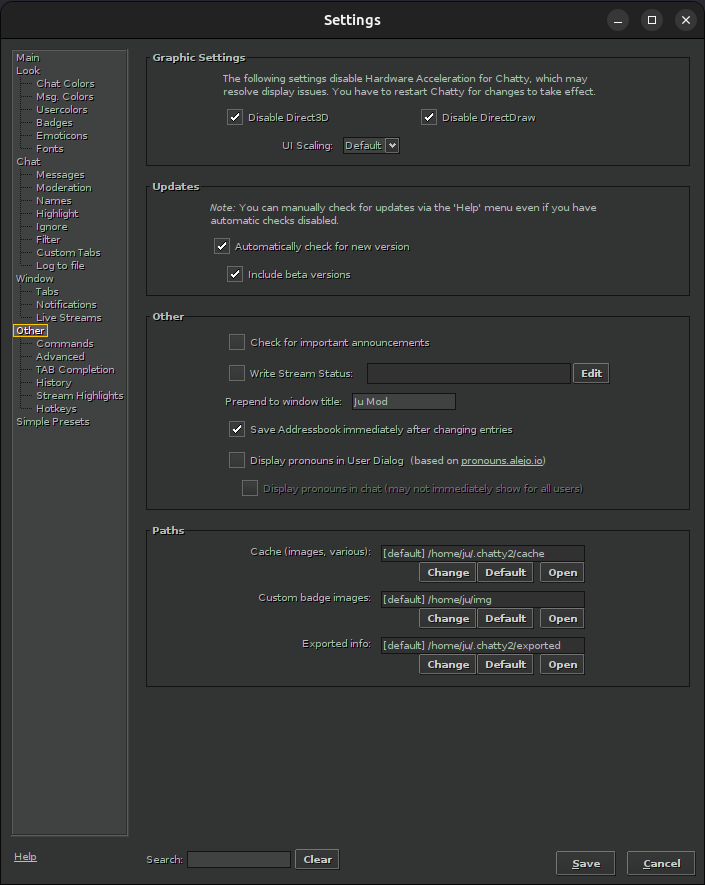 Settings
Main
Look
Chat Colors
Msg. Colors
Usercolors
Badges
Emoticons
Fonts
Chat
Messages
Moderation
Names
Highlight
Ignore
Filter
Custom Tabs
Log to file
Window
Tabs
Notifications
Live Streams
Other
Commands
Advanced
TAB Completion
History
Stream Highlights
Hotkeys
Simple Presets
Help
Graphic Settings
The following settings disable Hardware Acceleration for Chatty, which may
resolve display issues. You have to restart Chatty for changes to take effect.
Disable Direct3D Disable DirectDraw
UI Scaling: Default
Updates
Note: You can manually check for updates via the 'Help' menu even if you have
automatic checks disabled.
Automatically check for new version
Include beta versions
Other
Check for important announcements
Write Stream Status: Edit
Prepend to window title: Ju Mod
Save Addressbook immediately after changing entries
Display pronouns in User Dialog (based on pronouns.alejo.io)
Display pronouns in chat (may not immediately show for all users)
Paths
Cache (images, various): [default] /home/ju/.chatty2/cache
Change Default Open
Custom badge images: [default] /home/ju/img
Change Default Open
Exported info: [default] /home/ju/.chatty2/exported
Change Default Open
Search: Clear
Save Cancel